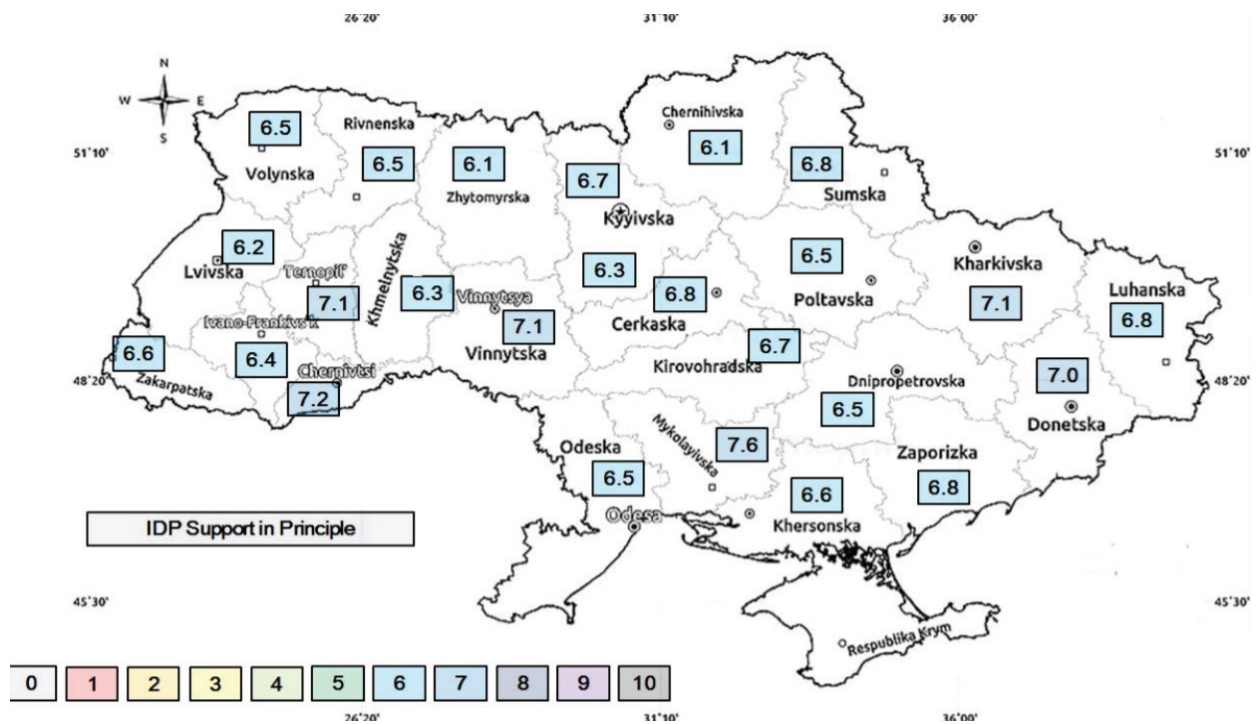 26°20'
31°10'
36°00'
N
W
E
S
51°10'
51°10'
Chernihivska
6.1
Rivnenska
6.5
6.5
Volynska
6.1
Zhytomyrska
6.7
Kyyivska
6.8
Sumska
6.2
Lvivska
Ternopil'
7.1
Khmelnytska
6.3
Vinnytsya
7.1
Vinnytska
6.3
6.8
Cerkaska
6.5
Poltavska
Kharkivska
7.1
Luhanska
6.8
Ivano-Frankivs'k
6.4
6.6
Zakarpatska
Chernivtsi
7.2
Kirovohradska
6.7
Dnipropetrovska
6.5
7.0
Donetska
48°20'
48°20'
Odeska
6.5
Odesa
Mykolayivska
7.6
6.6
Khersonska
Zaporizka
6.8
IDP Support in Principle
45°30'
45°30'
Respublika Krym
0 1 2 3 4 5 6 7 8 9 10
26°20'
31°10'
36°00'